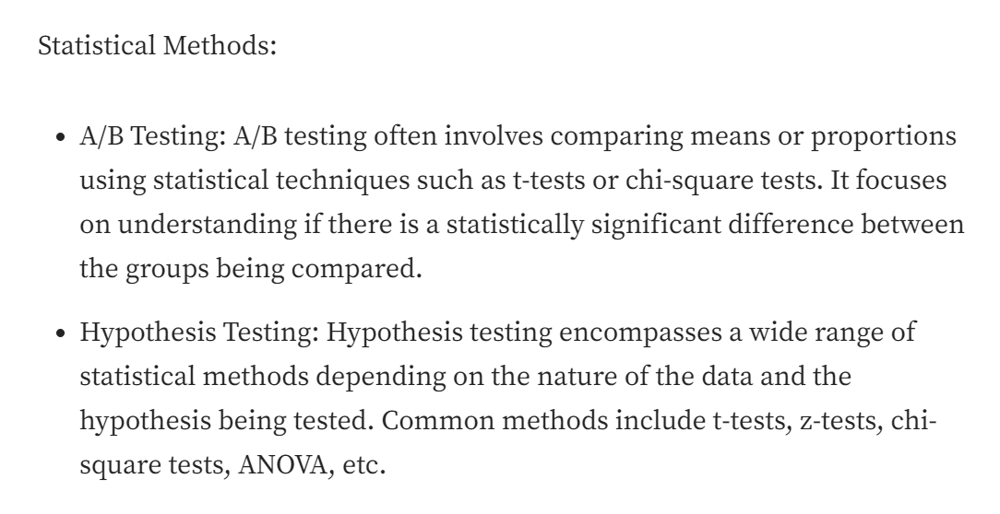 Statistical Methods:
• A/B Testing: A/B testing often involves comparing means or proportions
using statistical techniques such as t-tests or chi-square tests. It focuses
on understanding if there is a statistically significant difference between
the groups being compared.
• Hypothesis Testing: Hypothesis testing encompasses a wide range of
statistical methods depending on the nature of the data and the
hypothesis being tested. Common methods include t-tests, z-tests, chi-
square tests, ANOVA, etc.